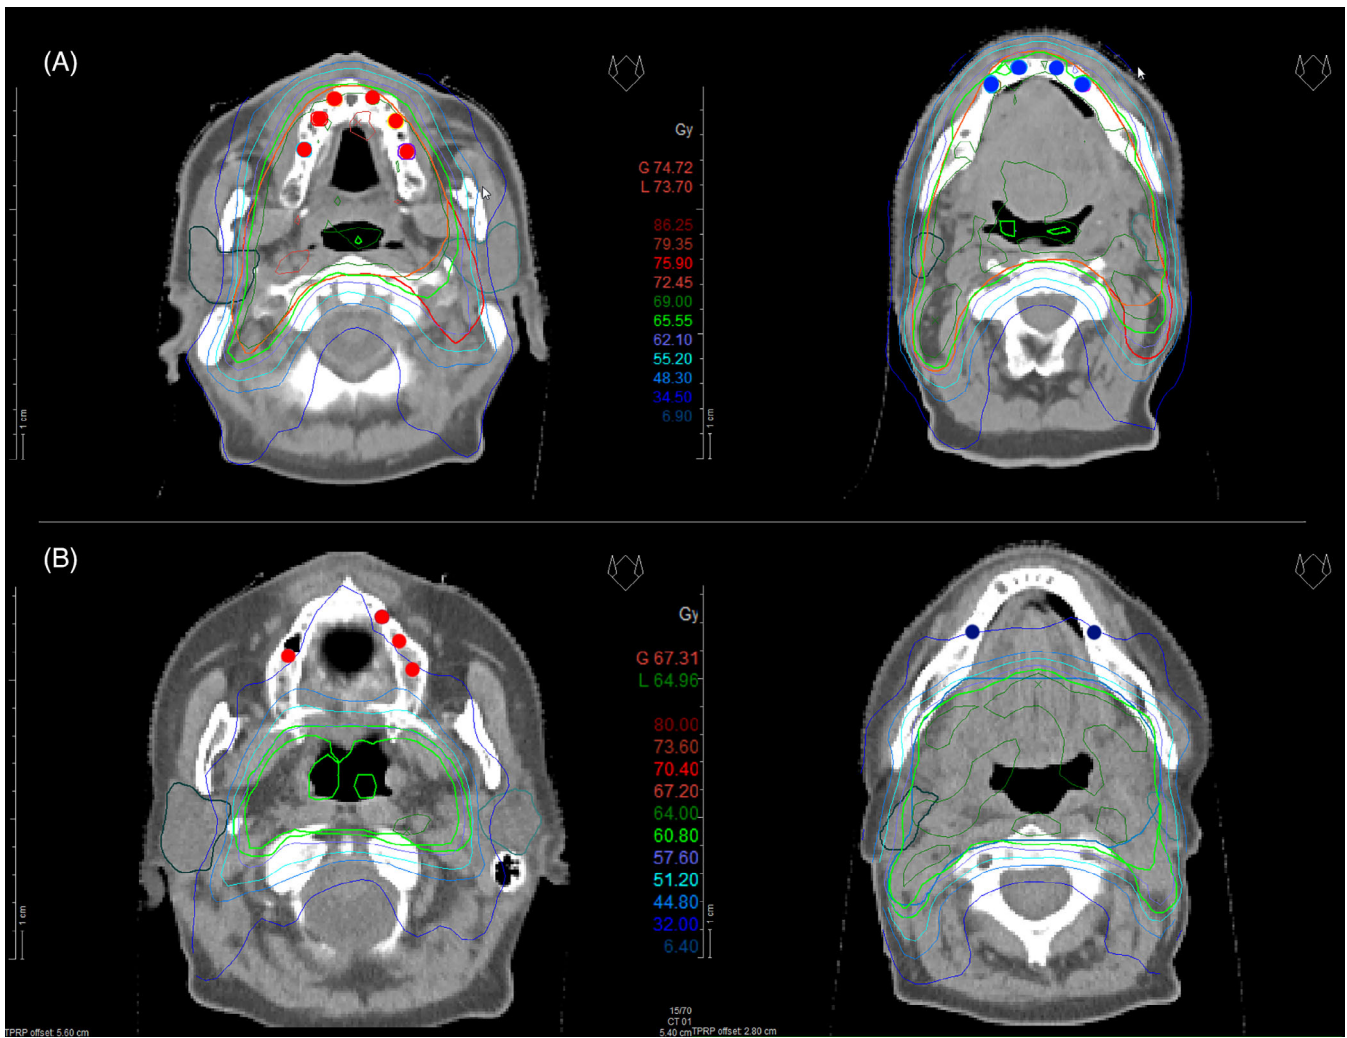 (A)
Gy
G 74.72
L 73.70
86.25
79.35
75.90
72.45
69.00
65.55
62.10
55.20
48.30
34.50
6.90
1 cm
1 cm
(B)
Gy
G 67.31
L 64.96
80.00
73.60
70.40
67.20
64.00
60.80
57.60
51.20
44.80
32.00
6.40
1 cm
1 cm
15/70
CT 01
TPRP offset: 5.60 cm
5.40 cm
TPRP offset: 2.80 cm